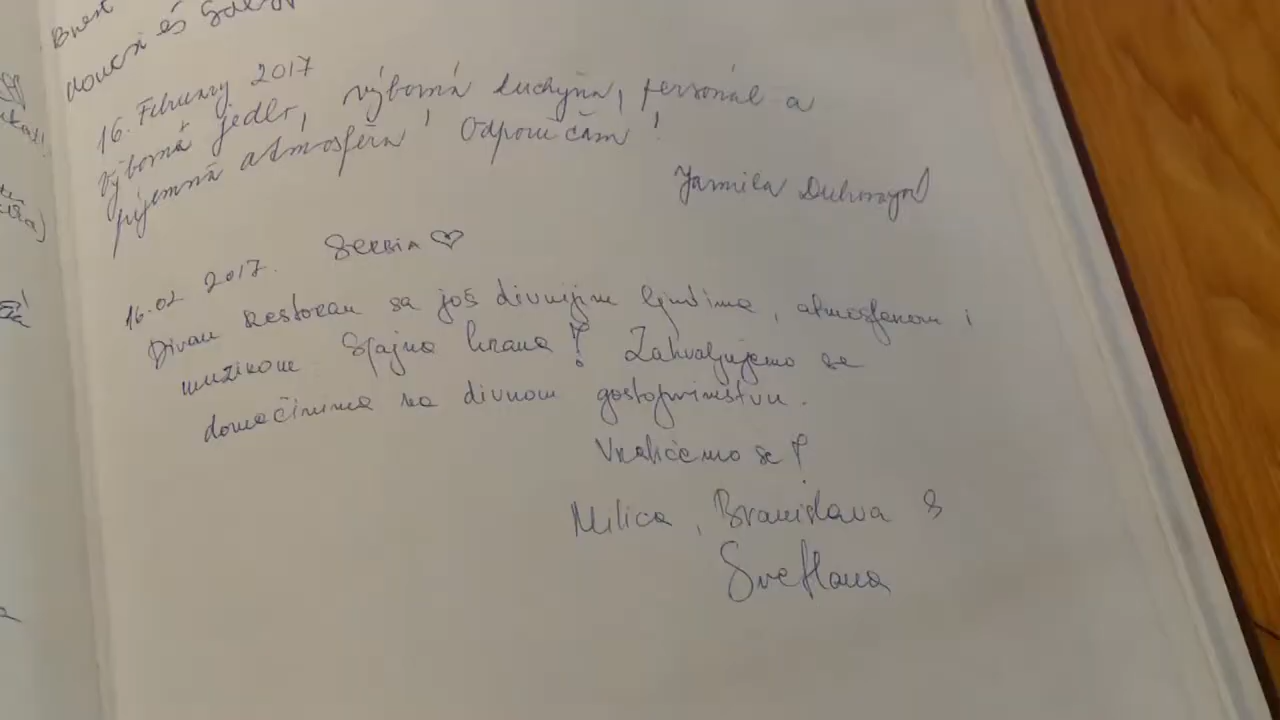 16. February 2017
výborné jedlo, výborná kuchyňa, personál a
príjemná atmosféra! Odporúčam!
Jarmila
16.02 2017. SERBIA ♡
Divan restoran sa još divnijim ljudima, atmosferom i
muzikom. Sjajna hrana! Zahvaljujemo se
domaćinima na divnom gostoprimstvu.
Vratićemo se!
Milica, Branislava &
Svetlana